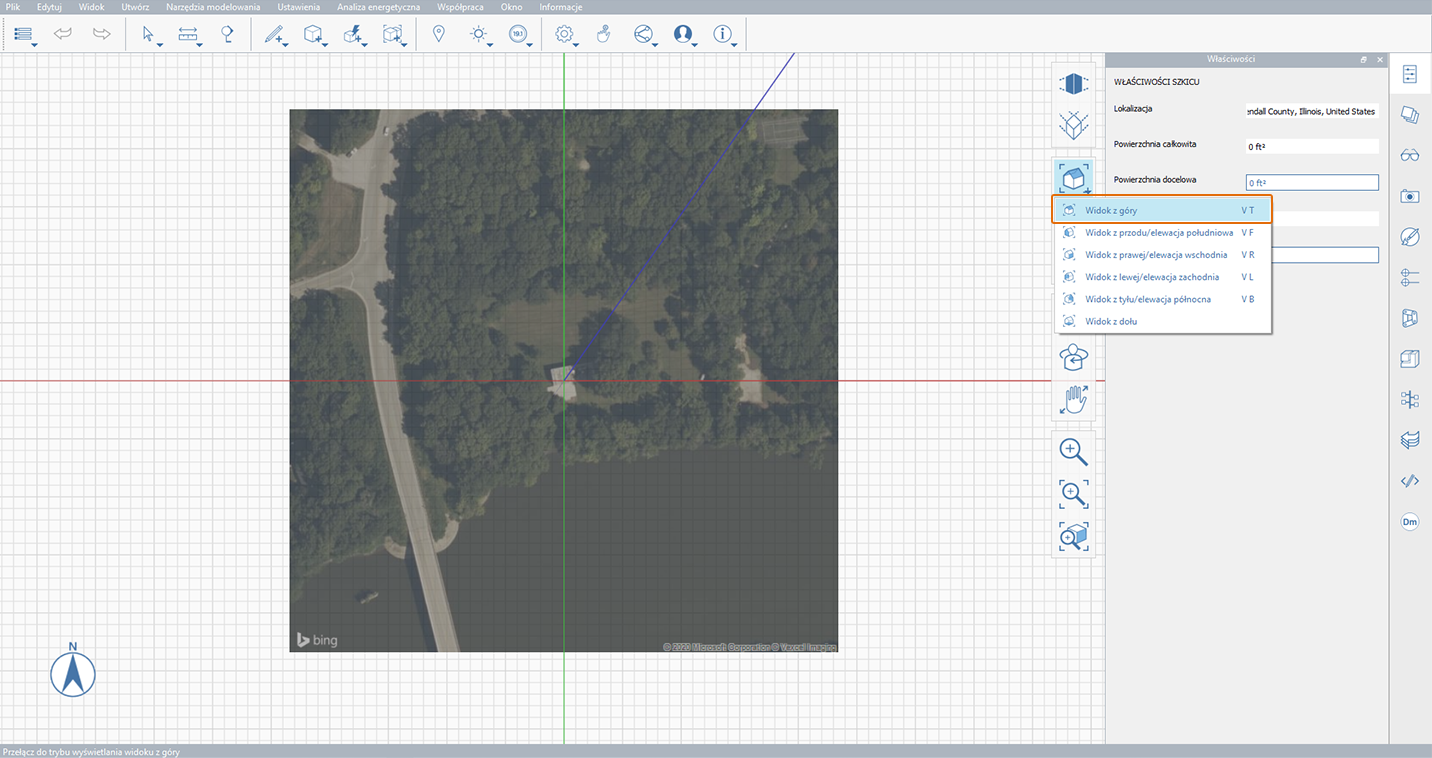 Plik Edytuj Widok Utwórz Narzędzia modelowania Ustawienia Analiza energetyczna Współpraca Okno Informacje
19.1
Właściwości
WŁAŚCIWOŚCI SZKICU
Lokalizacja
endall County, Illinois, United States
Powierzchnia całkowita
0 ft²
Powierzchnia docelowa
0 ft²
Widok z góry V T
Widok z przodu/elewacja południowa V F
Widok z prawej/elewacja wschodnia V R
Widok z lewej/elewacja zachodnia V L
Widok z tyłu/elewacja północna V B
Widok z dołu
Dm
bing
© 2020 Microsoft Corporation © Vexcel Imaging
N
Przełącz do trybu wyświetlania widoku z góry